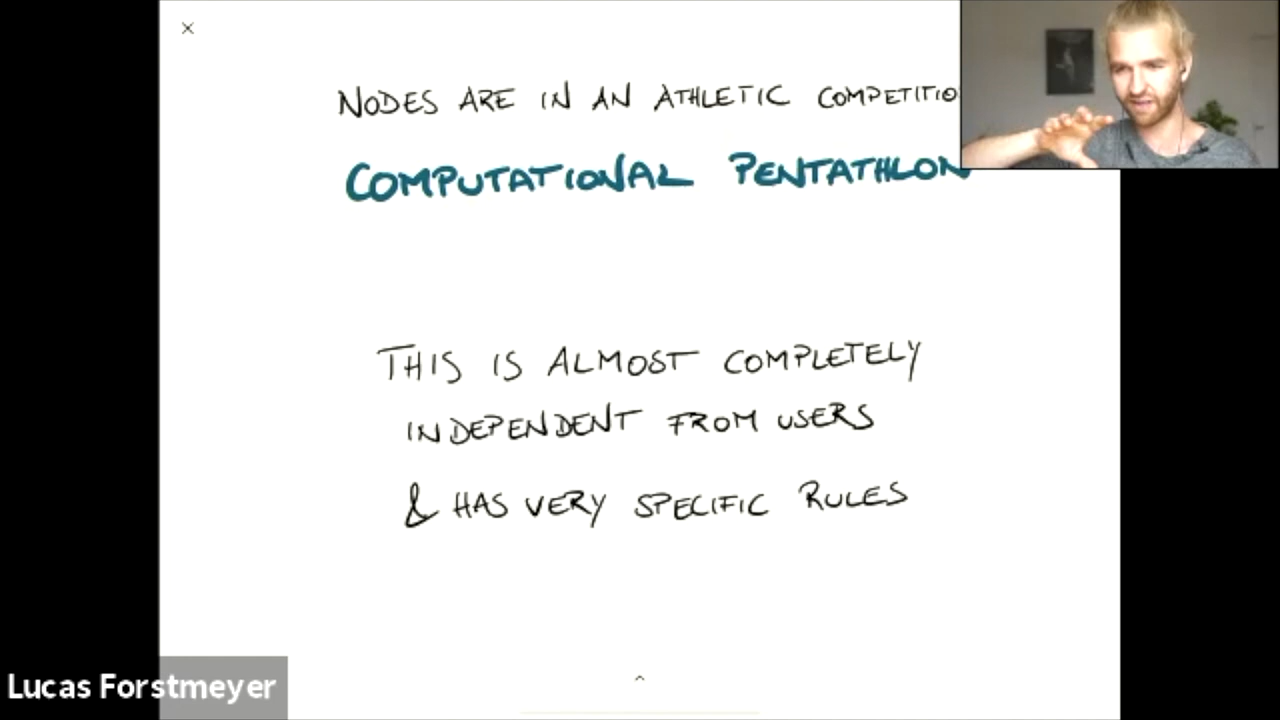 NODES ARE IN AN ATHLETIC COMPETITIO
COMPUTATIONAL PENTATHLON
THIS IS ALMOST COMPLETELY
INDEPENDENT FROM USERS
& HAS VERY SPECIFIC RULES
Lucas Forstmeyer